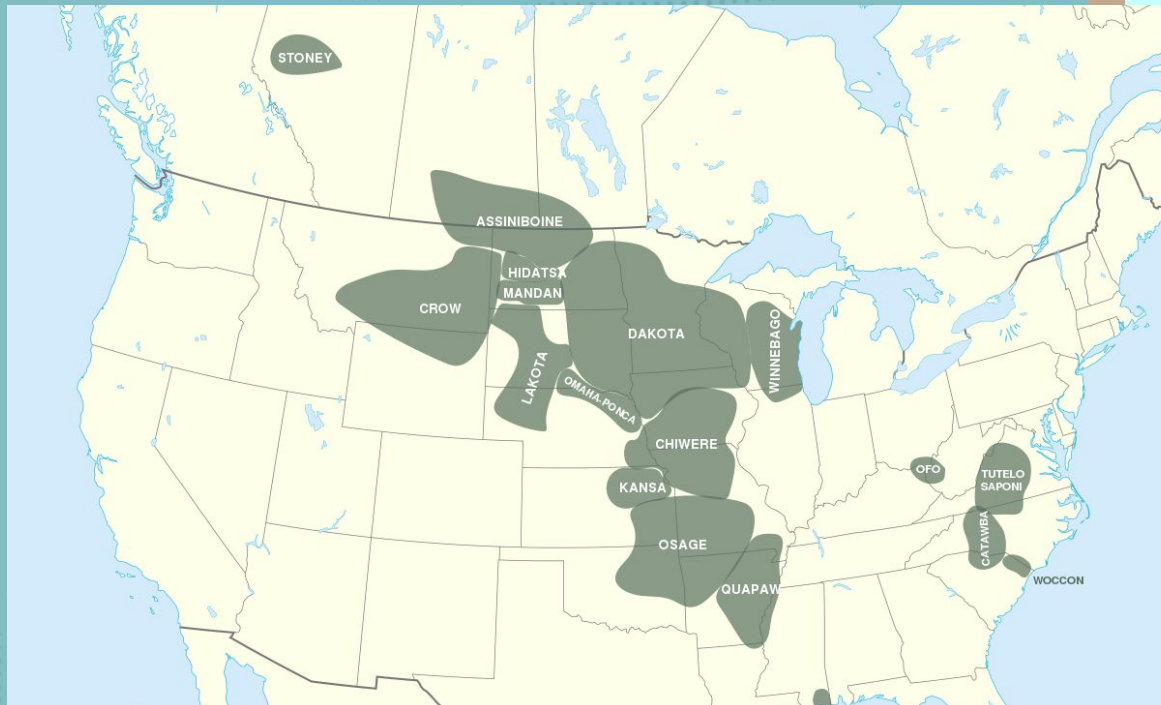 STONEY
ASSINIBOINE
HIDATSA
MANDAN
CROW
DAKOTA
WINNEBAGO
LAKOTA
OMAHA-PONCA
CHIWERE
KANSA
OFO
TUTELO
SAPONI
CATAWBA
OSAGE
QUAPAW
WOCCON